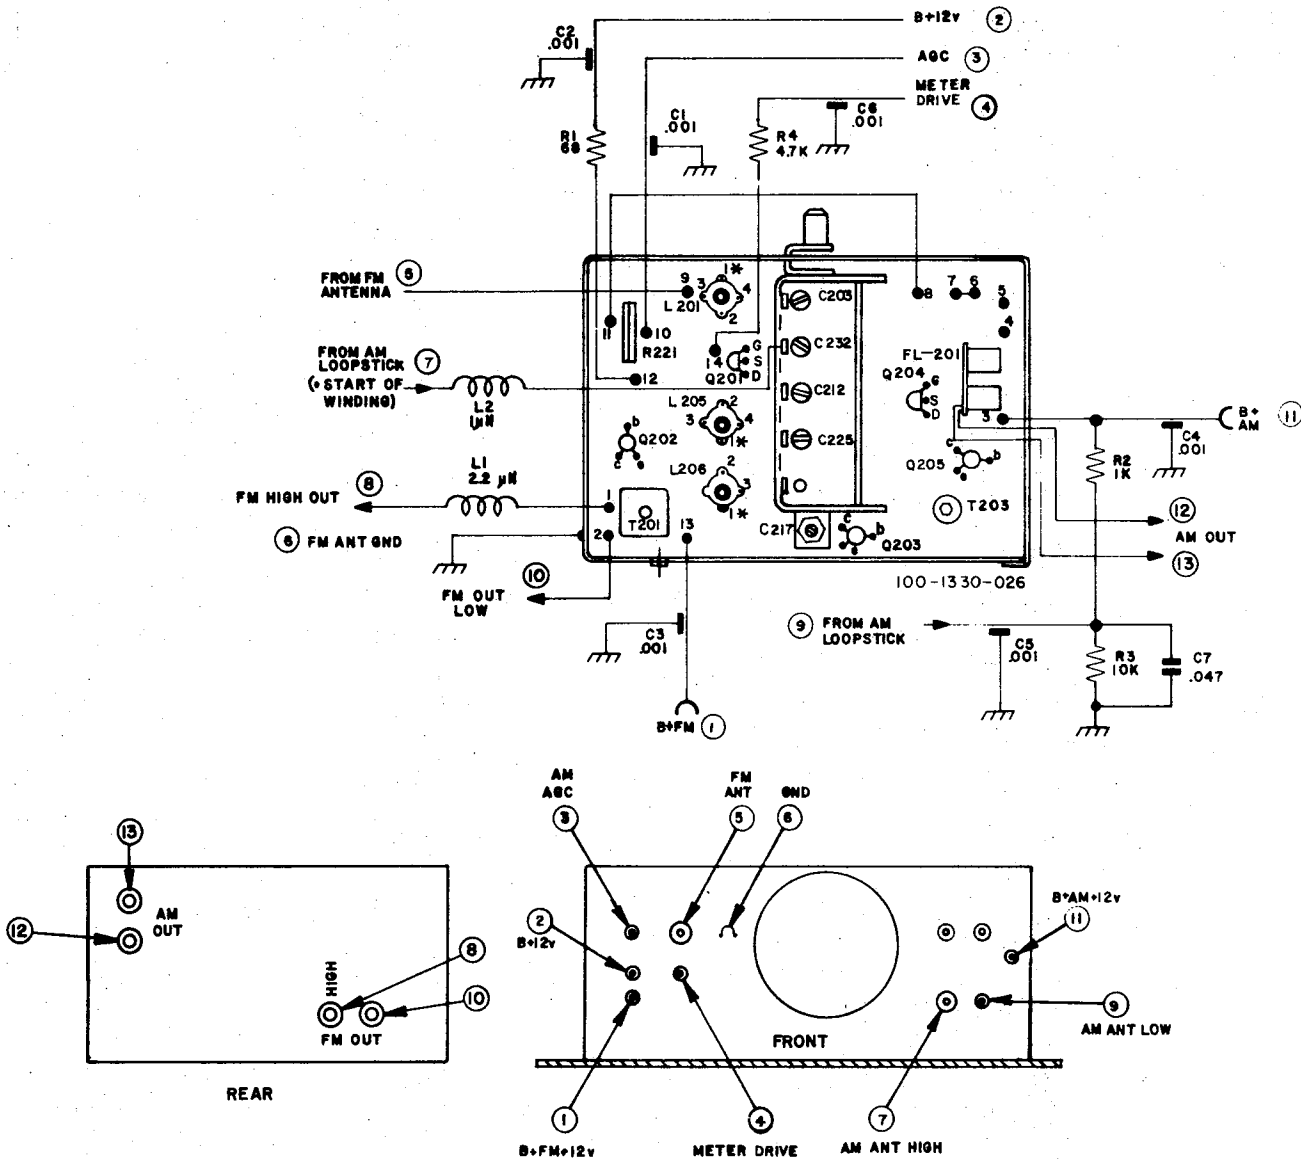 B+12v 2
C2
.001
AGC 3
METER
DRIVE 4
C1
.001
C6
.001
R1
68
R4
4.7K
FROM FM
ANTENNA 5
9
1*
3
4
L201
2
C203
8
7
6
5
4
11
10
R221
14
G
S
D
Q201
C232
FL-201
Q204
G
S
D
FROM AM
LOOPSTICK 7
(• START OF
WINDING)
12
L2
1μH
L205
2
3
4
1*
C212
3
B+
AM 11
C4
.001
b
Q202
c
e
C225
c
b
Q205
e
R2
1K
L1
2.2 μH
L206
2
3
1*
FM HIGH OUT 8
1
T201
2
13
T203
12
AM OUT
13
6 FM ANT GND
C217
c
b
e
Q203
10
FM OUT
LOW
100-1330-026
C3
.001
9 FROM AM
LOOPSTICK
C5
.001
R3
10K
C7
.047
B+FM 1
AM
AGC
3
FM
ANT
5
GND
6
13
AM
OUT
12
2
B+12v
B+AM+12v
11
HIGH
8
10
FM OUT
9
AM ANT LOW
FRONT
REAR
1
B+FM+12v
4
METER DRIVE
7
AM ANT HIGH